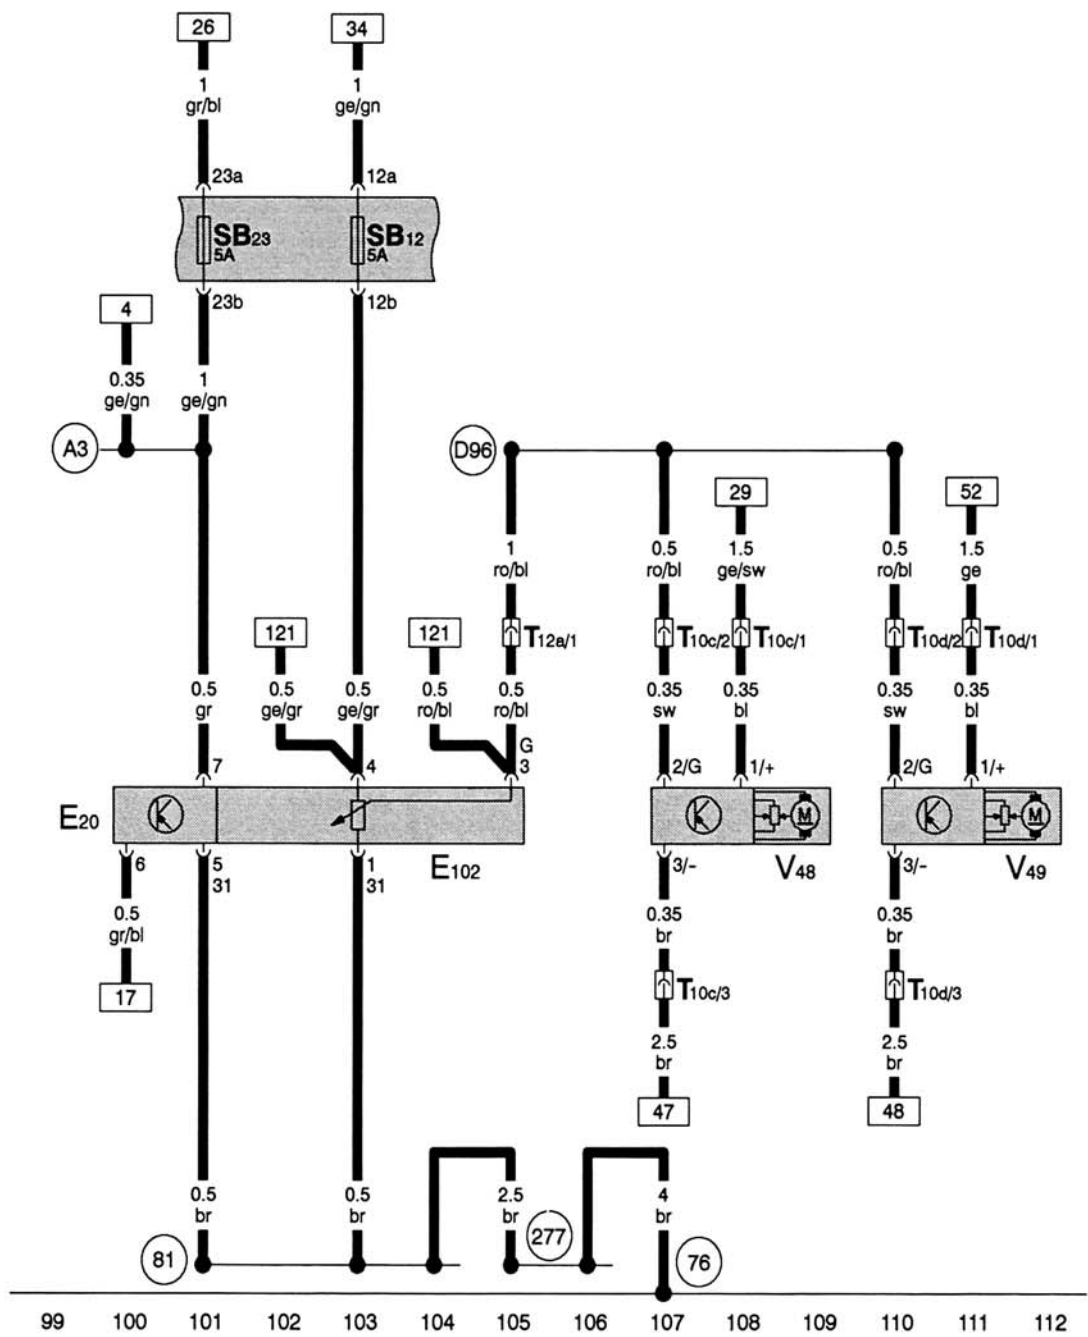 26 34
1 1
gr/bl ge/gn
23a 12a
SB23 SB12
5A 5A
23b 12b
4
0.35 1
ge/gn ge/gn
A3 D96
29 52
1 0.5 1.5 0.5 1.5
ro/bl ro/bl ge/sw ro/bl ge
121 121 T12a/1 T10c/2 T10c/1 T10d/2 T10d/1
0.5 0.5 0.5 0.5 0.5 0.35 0.35 0.35 0.35
gr ge/gr ge/gr ro/bl ro/bl sw bl sw bl
G
7 4 3 2/G 1/+ 2/G 1/+
E20 M M
6 5 1 E102 3/- V48 3/- V49
31 31
0.5 0.35 0.35
gr/bl br br
17 T10c/3 T10d/3
2.5 2.5
br br
47 48
0.5 0.5 2.5 4
br br br br
277
81 76
99 100 101 102 103 104 105 106 107 108 109 110 111 112